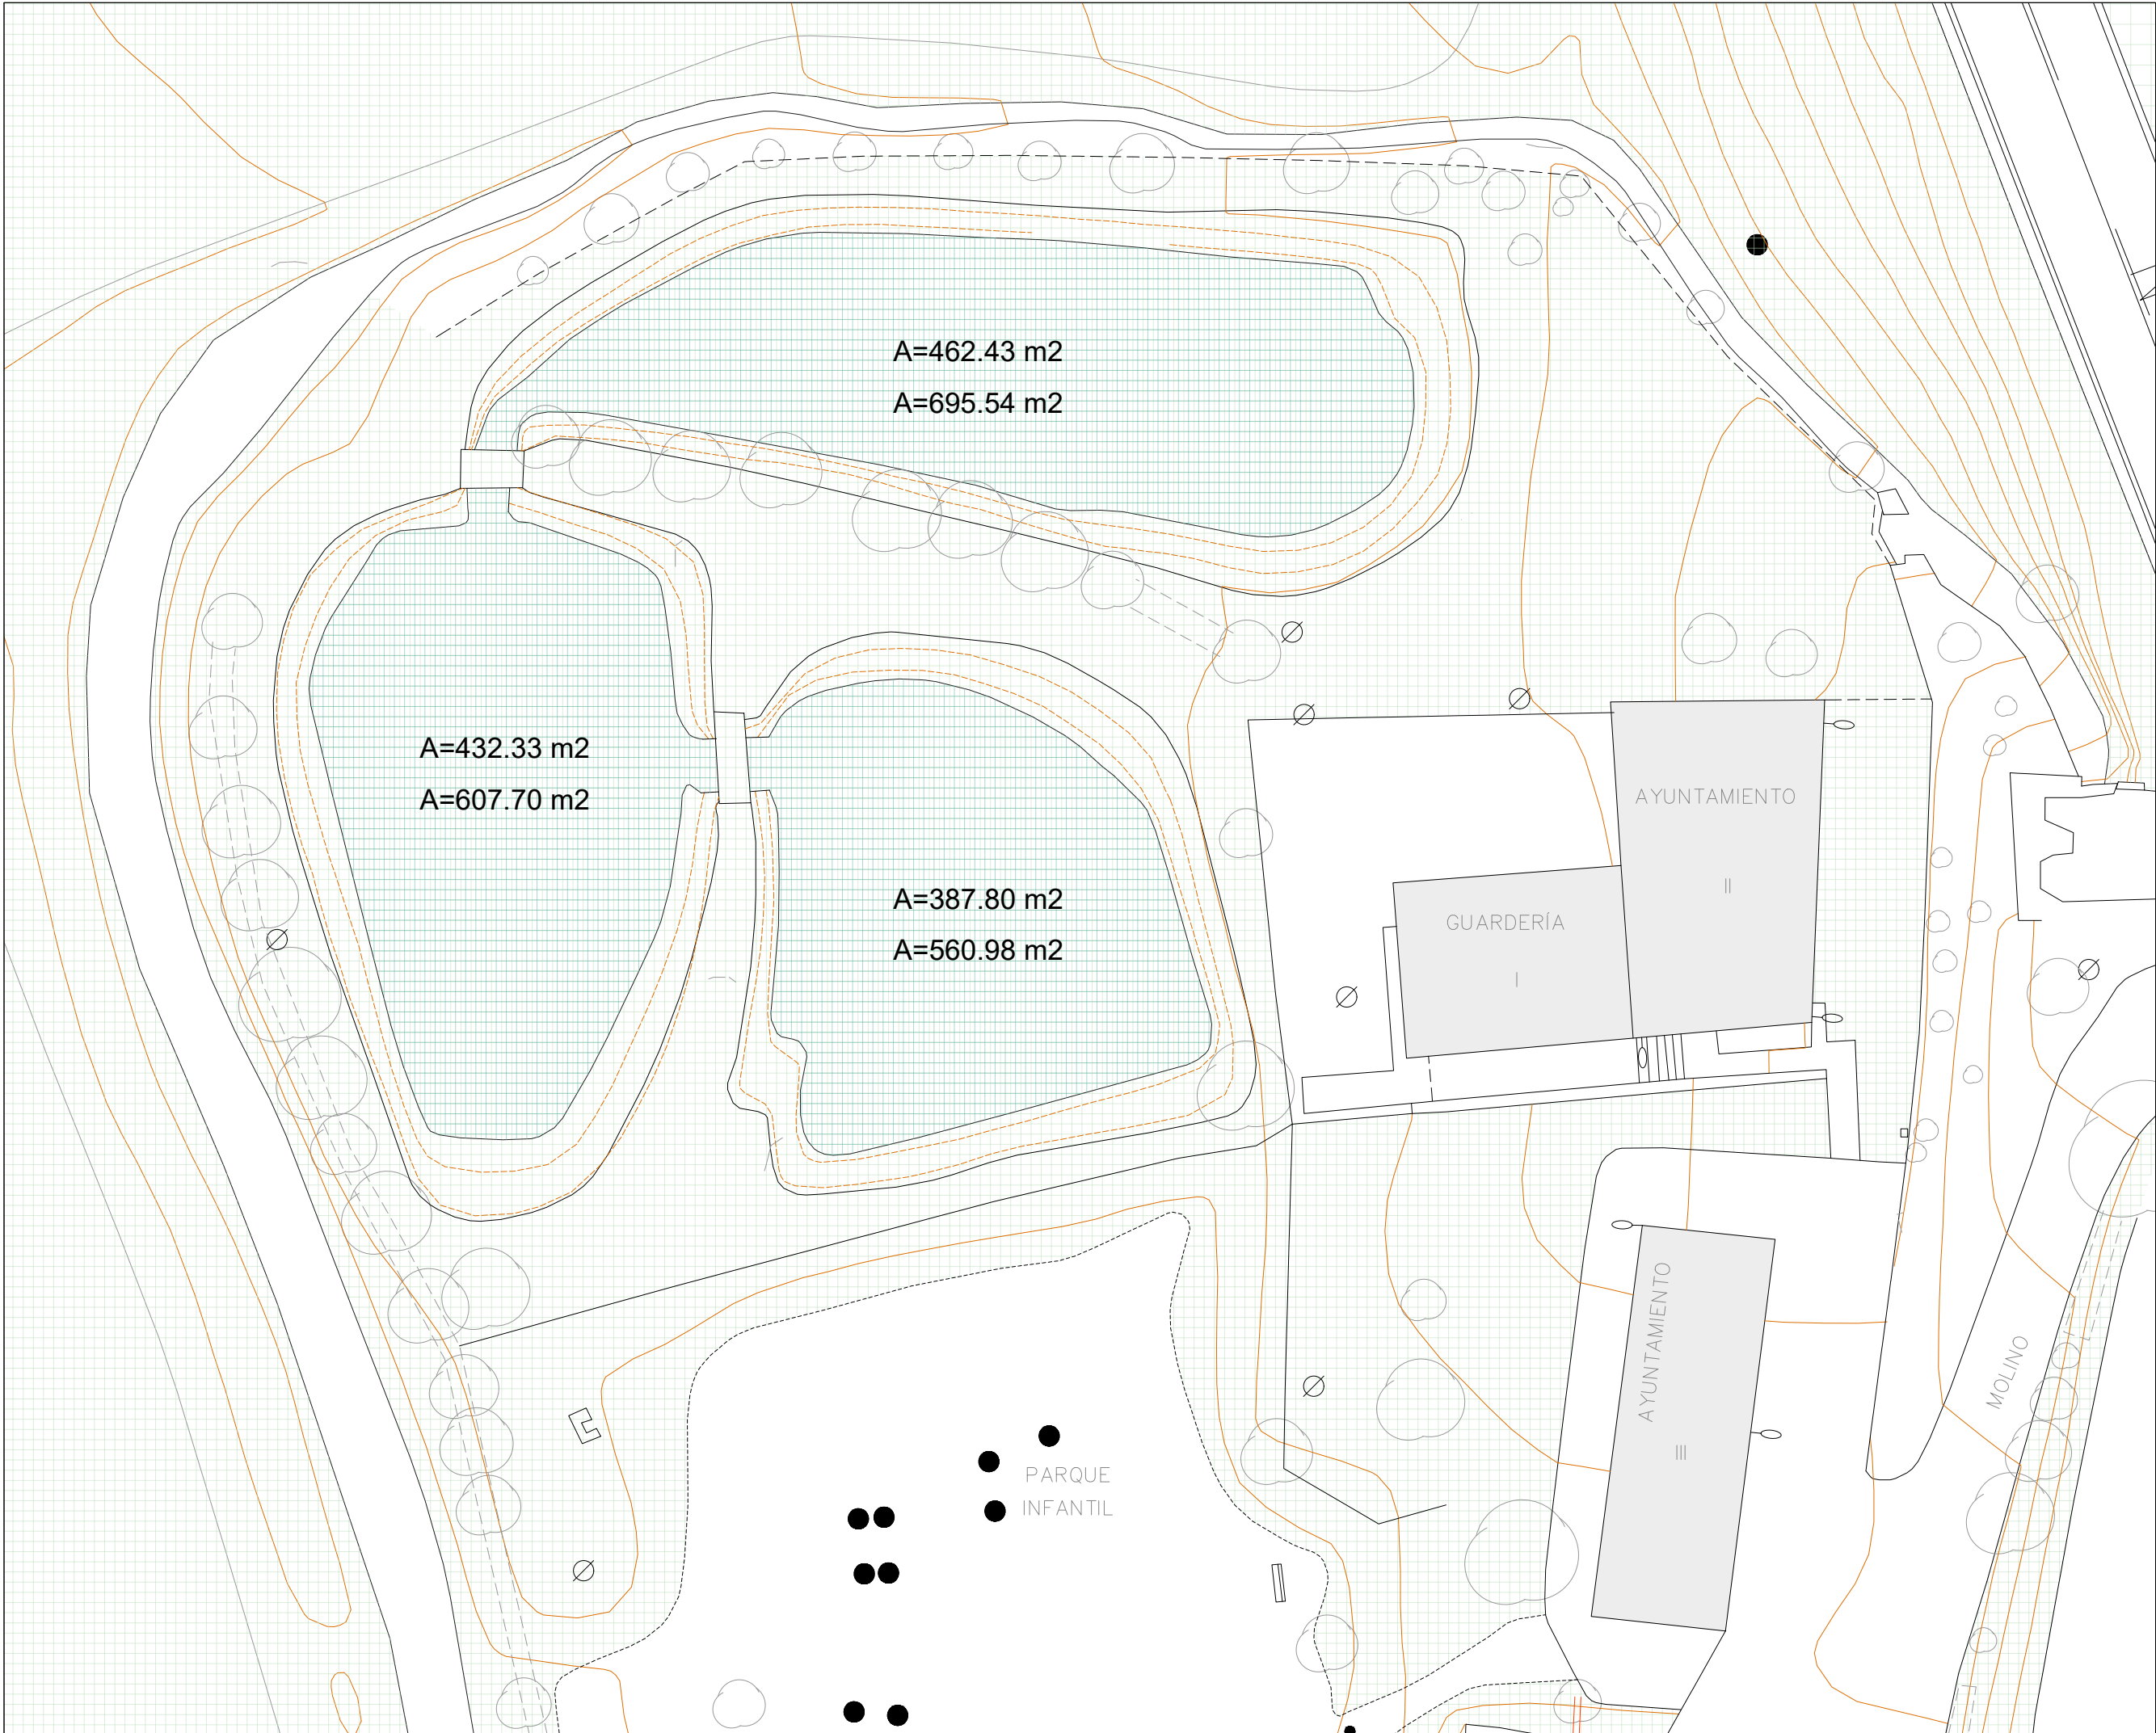 A=462.43 m2
A=695.54 m2
A=432.33 m2
A=607.70 m2
A=387.80 m2
A=560.98 m2
AYUNTAMIENTO
II
GUARDERÍA
I
AYUNTAMIENTO
III
MOLINO
PARQUE
INFANTIL